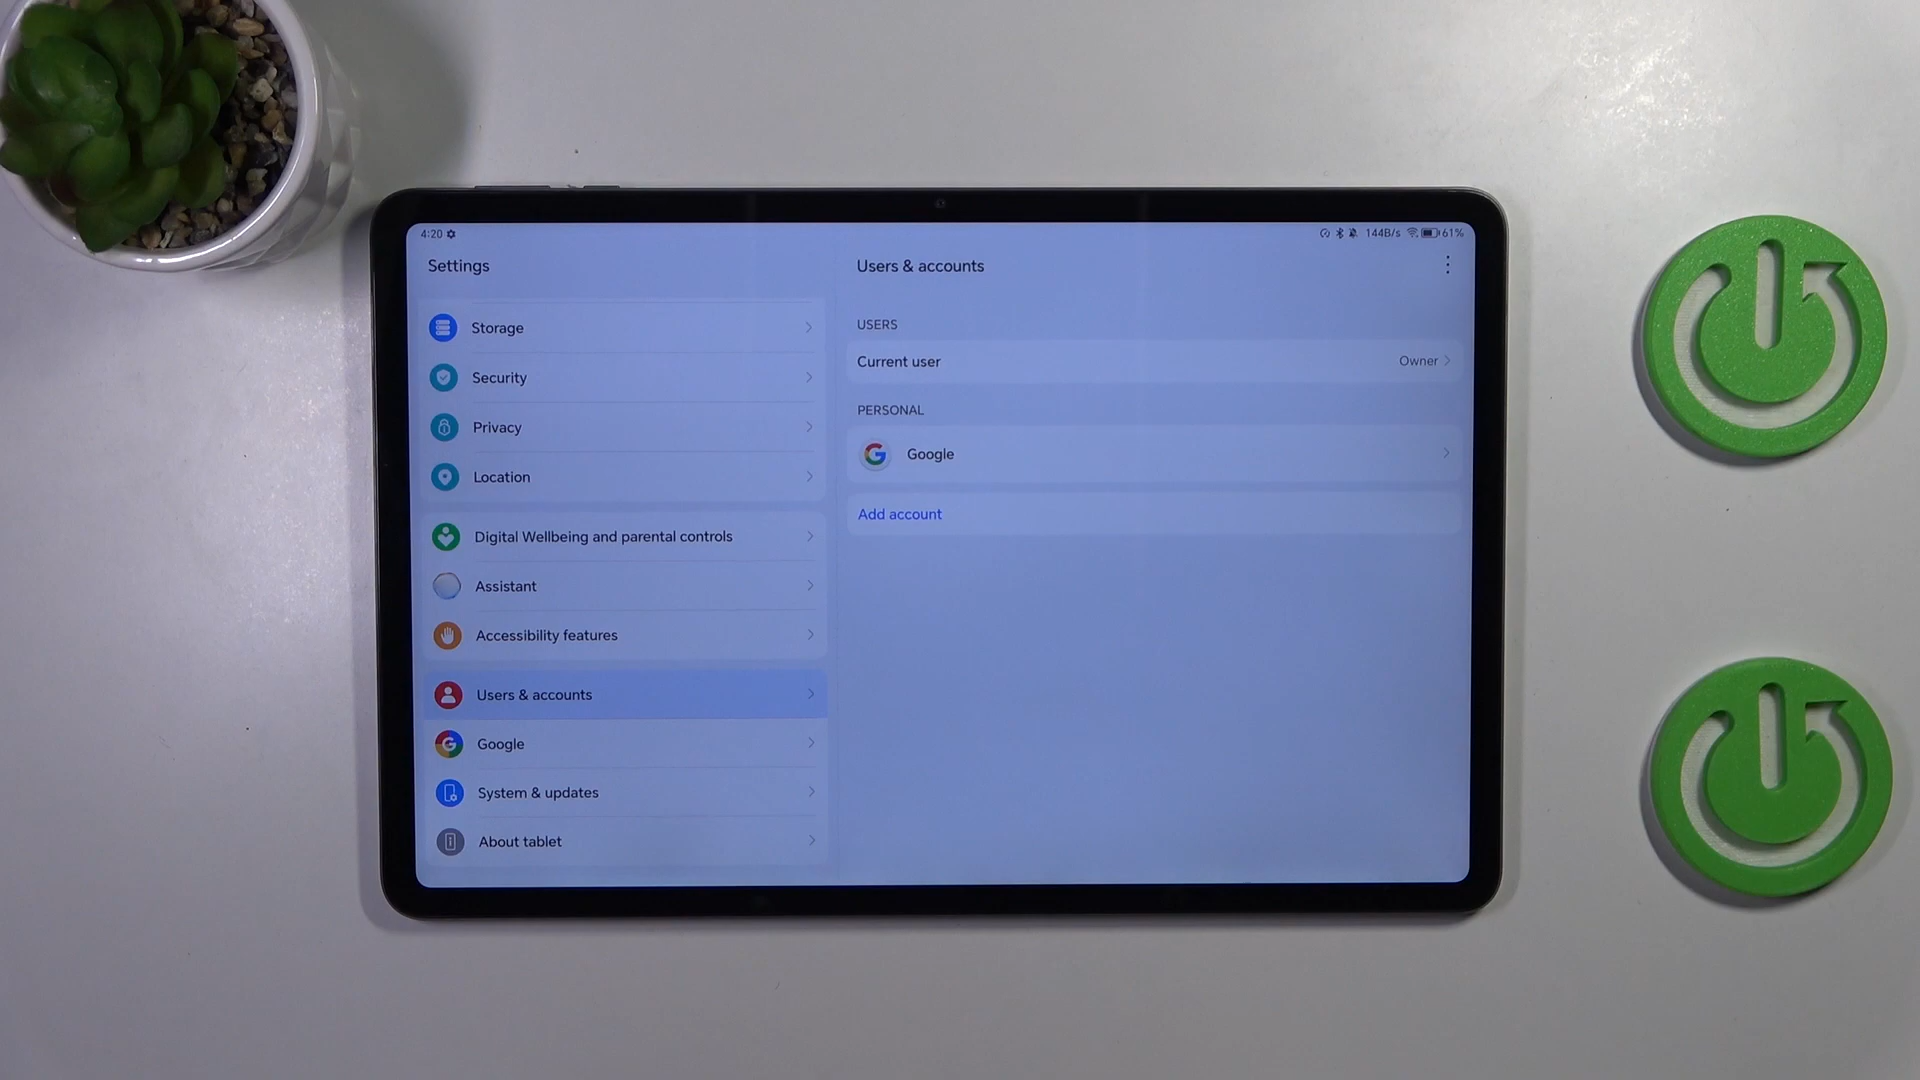 4:20
144B/s 61%
Settings
Storage
Security
Privacy
Location
Digital Wellbeing and parental controls
Assistant
Accessibility features
Users & accounts
Google
System & updates
About tablet
Users & accounts
USERS
Current user Owner
PERSONAL
Google
Add account